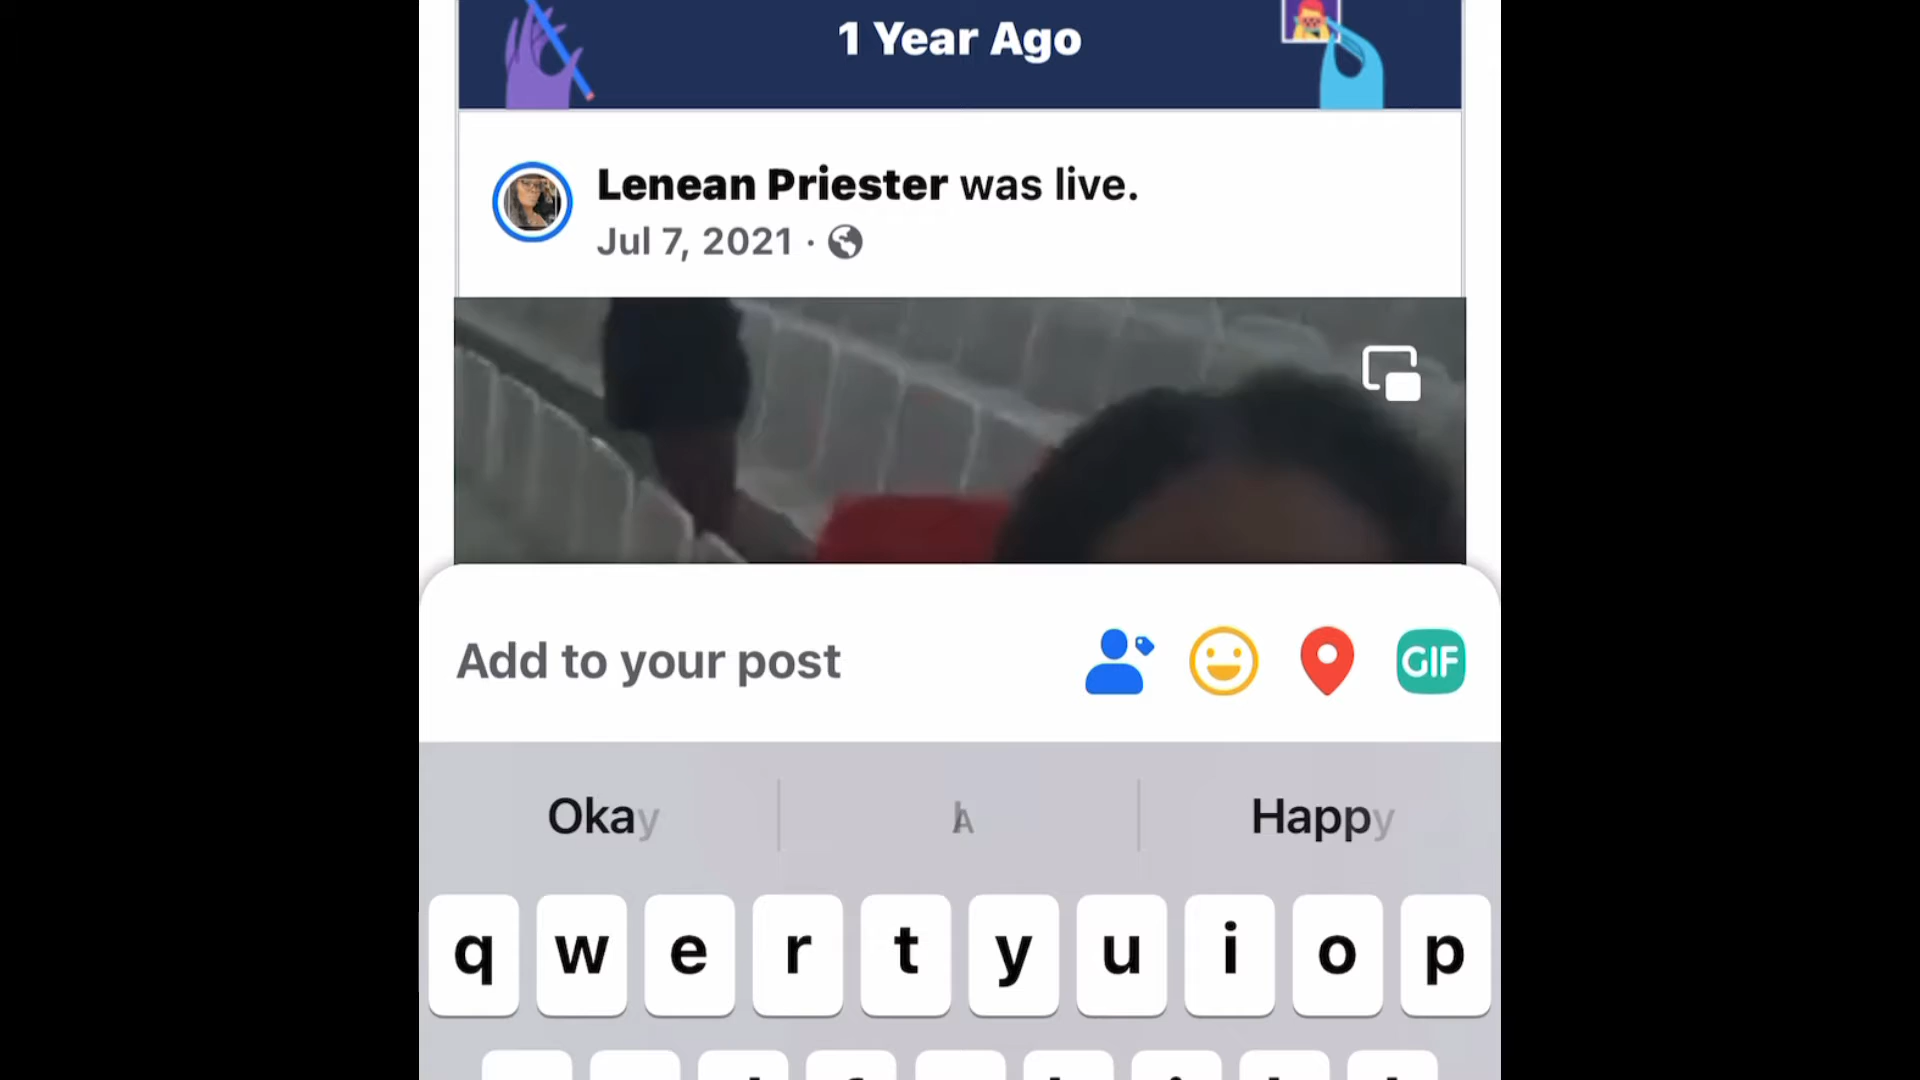 1 Year Ago
Lenean Priester was live.
Jul 7, 2021 ·
Add to your post
GIF
Okay
Happy
q w e r t y u i o p